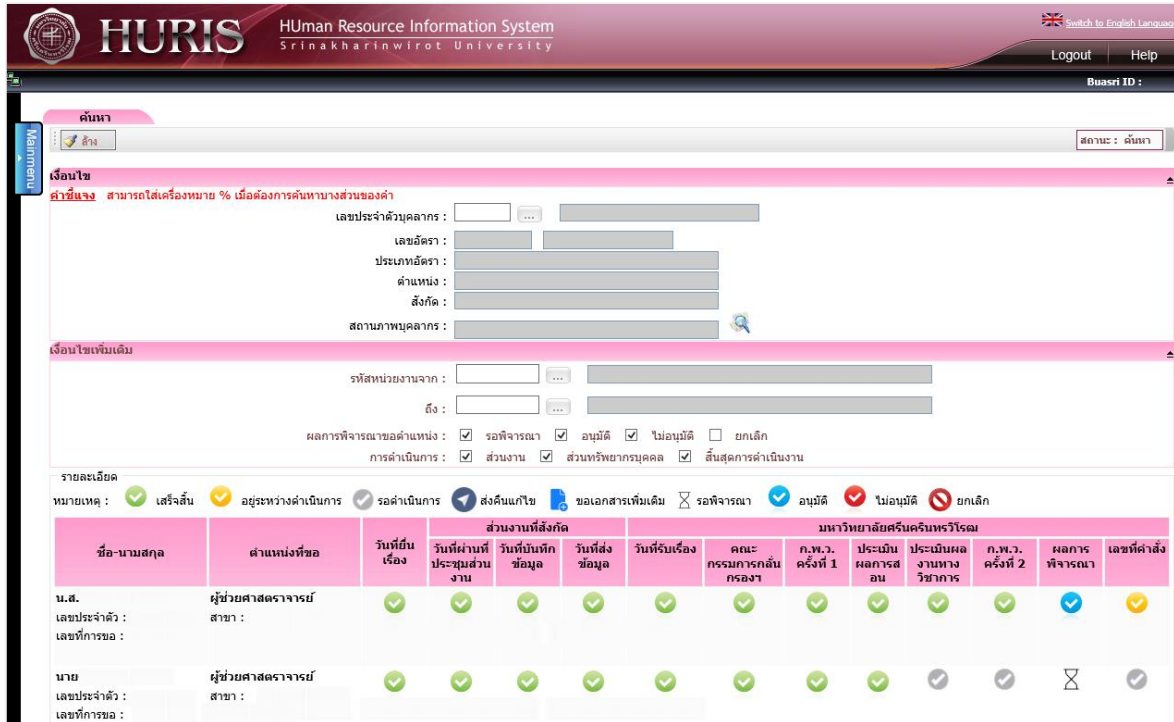 HURIS
HUman Resource Information System
Srinakharinwirot University
Switch to English Languag
Logout Help
Buasri ID :
Mainmenu
ค้นหา
ล้าง
สถานะ : ค้นหา
เงื่อนไข
คำชี้แจง สามารถใส่เครื่องหมาย % เมื่อต้องการค้นหาบางส่วนของคำ
เลขประจำตัวบุคลากร : ...
เลขอัตรา :
ประเภทอัตรา :
ตำแหน่ง :
สังกัด :
สถานภาพบุคลากร :
เงื่อนไขเพิ่มเติม
รหัสหน่วยงานจาก : ...
ถึง : ...
ผลการพิจารณาขอตำแหน่ง : รอพิจารณา อนุมัติ ไม่อนุมัติ ยกเลิก
การดำเนินการ : ส่วนงาน ส่วนทรัพยากรบุคคล สิ้นสุดการดำเนินงาน
รายละเอียด
หมายเหตุ : เสร็จสิ้น อยู่ระหว่างดำเนินการ รอดำเนินการ ส่งคืนแก้ไข ขอเอกสารเพิ่มเติม รอพิจารณา อนุมัติ ไม่อนุมัติ ยกเลิก
ชื่อ-นามสกุล
ตำแหน่งที่ขอ
วันที่ยื่น
เรื่อง
ส่วนงานที่สังกัด
วันที่ผ่านที่
ประชุมส่วน
งาน
วันที่บันทึก
ข้อมูล
วันที่ส่ง
ข้อมูล
มหาวิทยาลัยศรีนครินทรวิโรฒ
วันที่รับเรื่อง
คณะ
กรรมการกลั่น
กรองฯ
ก.พ.ว.
ครั้งที่ 1
ประเมิน
ผลการส
อน
ประเมินผล
งานทาง
วิชาการ
ก.พ.ว.
ครั้งที่ 2
ผลการ
พิจารณา
เลขที่คำสั่ง
น.ส. ผู้ช่วยศาสตราจารย์
เลขประจำตัว : สาขา :
เลขที่การขอ :
นาย ผู้ช่วยศาสตราจารย์
เลขประจำตัว : สาขา :
เลขที่การขอ :